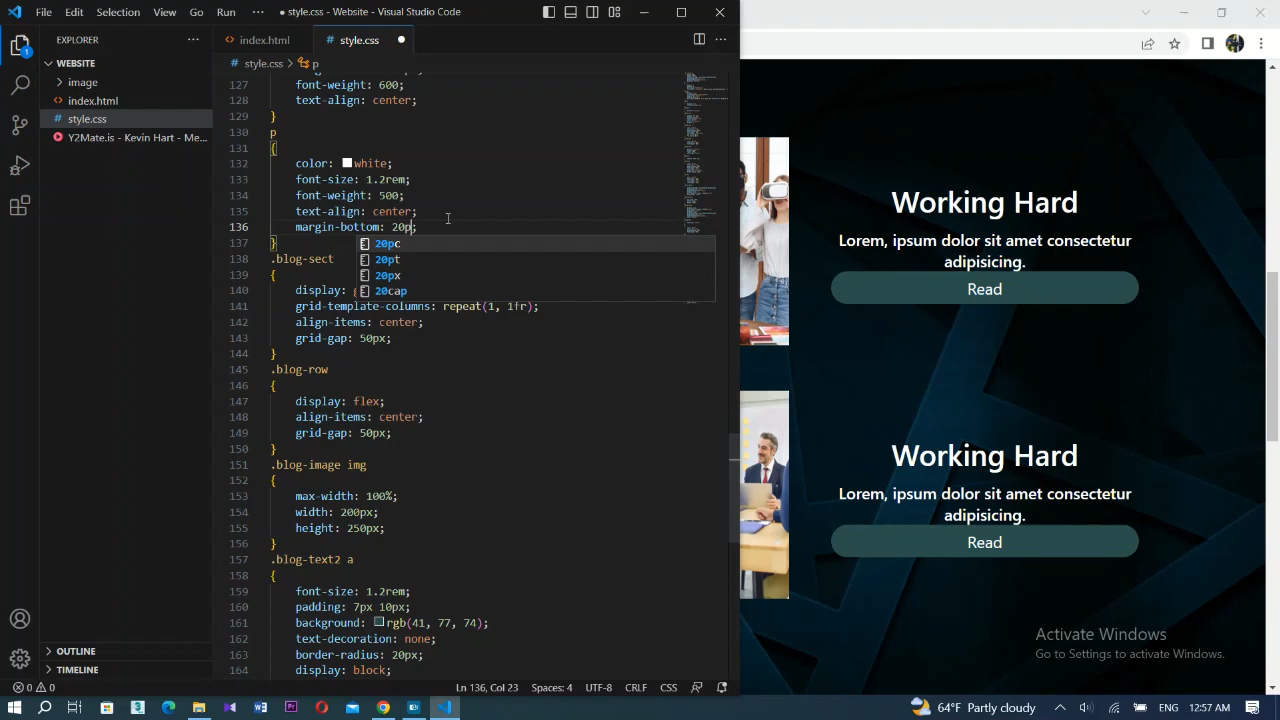 File Edit Selection View Go Run ··· ● style.css - Website - Visual Studio Code
EXPLORER ···
WEBSITE
image
index.html
style.css
Y2Mate.is - Kevin Hart - Me...
OUTLINE
TIMELINE
index.html
# style.css ●
# style.css > p
127 font-weight: 600;
128 text-align: center;
129 }
130 p
131 {
132 color: white;
133 font-size: 1.2rem;
134 font-weight: 500;
135 text-align: center;
136 margin-bottom: 20p;
137 }
20pc
20pt
20px
20cap
138 .blog-sect
139 {
140 display: g
141 grid-template-columns: repeat(1, 1fr);
142 align-items: center;
143 grid-gap: 50px;
144 }
145 .blog-row
146 {
147 display: flex;
148 align-items: center;
149 grid-gap: 50px;
150 }
151 .blog-image img
152 {
153 max-width: 100%;
154 width: 200px;
155 height: 250px;
156 }
157 .blog-text2 a
158 {
159 font-size: 1.2rem;
160 padding: 7px 10px;
161 background: rgb(41, 77, 74);
162 text-decoration: none;
163 border-radius: 20px;
164 display: block;
0 0 Ln 136, Col 23 Spaces: 4 UTF-8 CRLF CSS
Working Hard
Lorem, ipsum dolor sit amet consectetur
adipisicing.
Read
Working Hard
Lorem, ipsum dolor sit amet consectetur
adipisicing.
Read
Activate Windows
Go to Settings to activate Windows.
64°F Partly cloudy ENG 12:57 AM